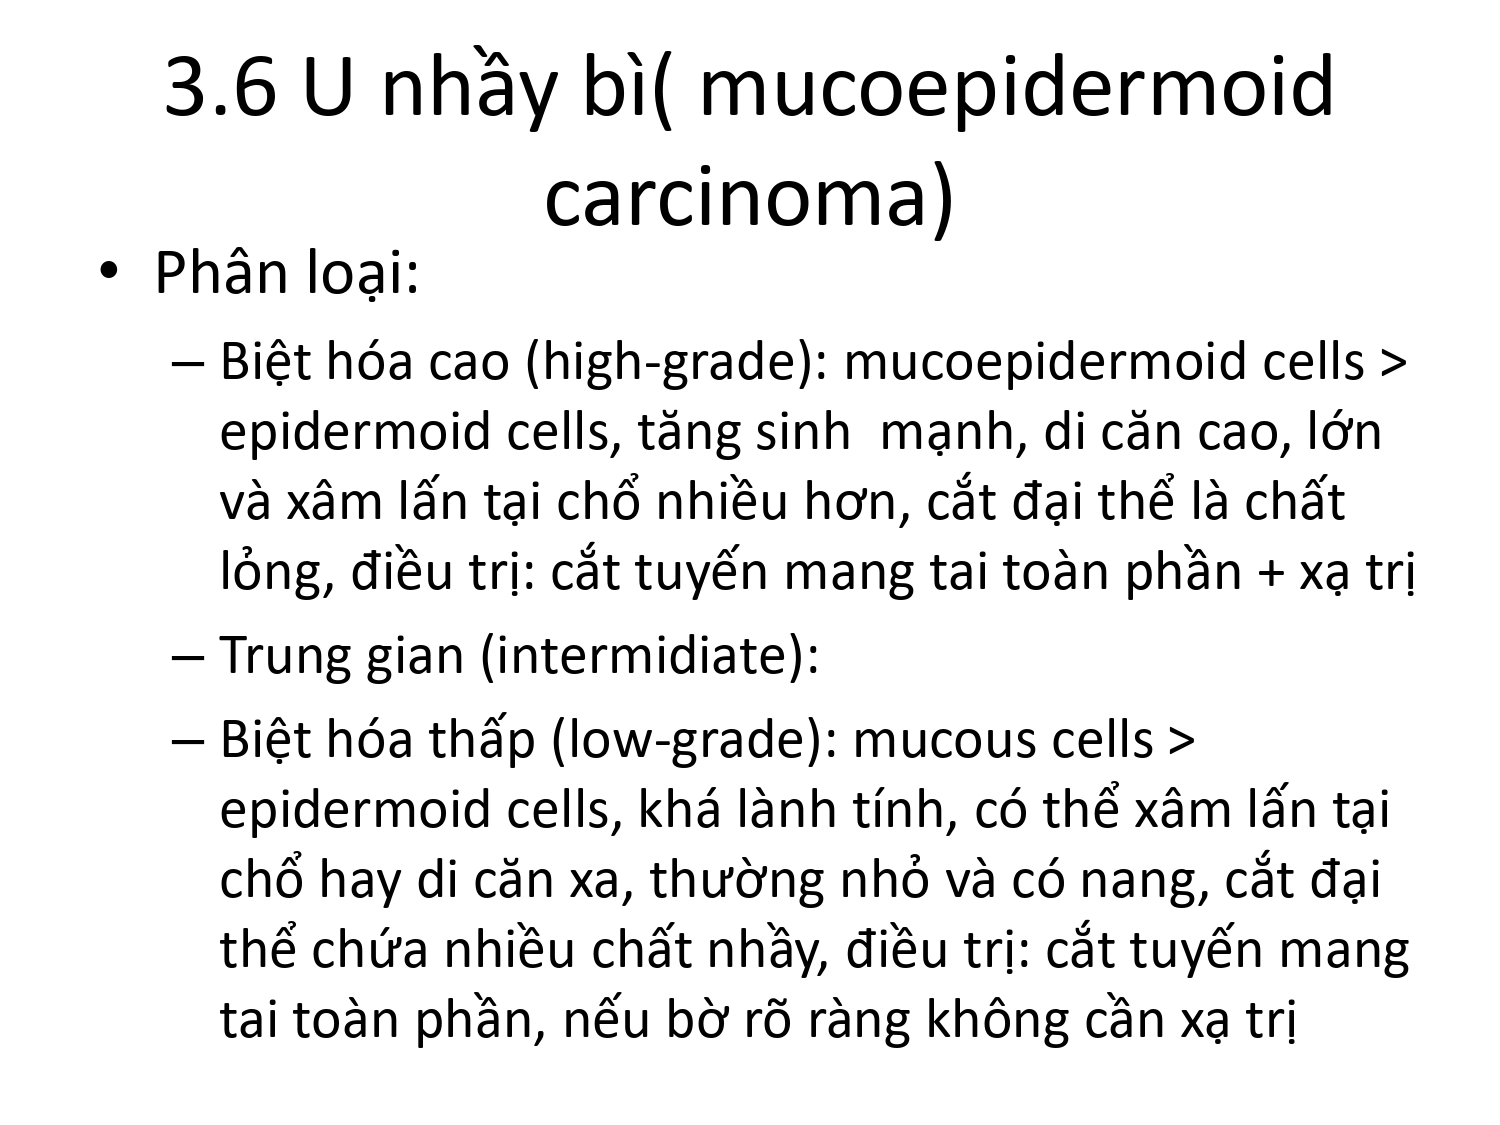 3.6 U nhầy bì( mucoepidermoid
carcinoma)
• Phân loại:
– Biệt hóa cao (high-grade): mucoepidermoid cells >
epidermoid cells, tăng sinh  mạnh, di căn cao, lớn
và xâm lấn tại chổ nhiều hơn, cắt đại thể là chất
lỏng, điều trị: cắt tuyến mang tai toàn phần + xạ trị
– Trung gian (intermidiate):
– Biệt hóa thấp (low-grade): mucous cells >
epidermoid cells, khá lành tính, có thể xâm lấn tại
chổ hay di căn xa, thường nhỏ và có nang, cắt đại
thể chứa nhiều chất nhầy, điều trị: cắt tuyến mang
tai toàn phần, nếu bờ rõ ràng không cần xạ trị